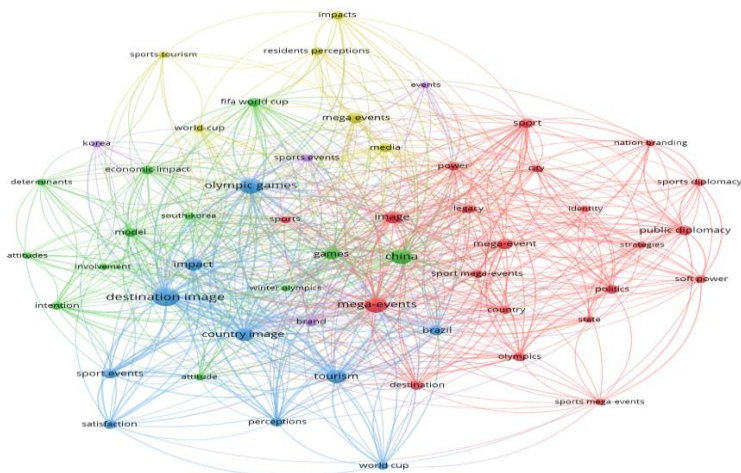 impacts
sports tourism
residents perceptions
events
fifa world cup
mega events
world-cup
sport
korea
media
nation branding
sports events
power
city
economic-impact
determinants
olympic games
sports diplomacy
south-korea
sports
image
legacy
identity
model
public diplomacy
mega-event
strategies
attitudes
games
china
involvement
impact
sport mega-events
soft power
winter olympics
politics
destination image
intention
mega-events
brand
country
state
country image
brazil
olympics
sport events
attitude
tourism
destination
sports mega-events
satisfaction
perceptions
world cup